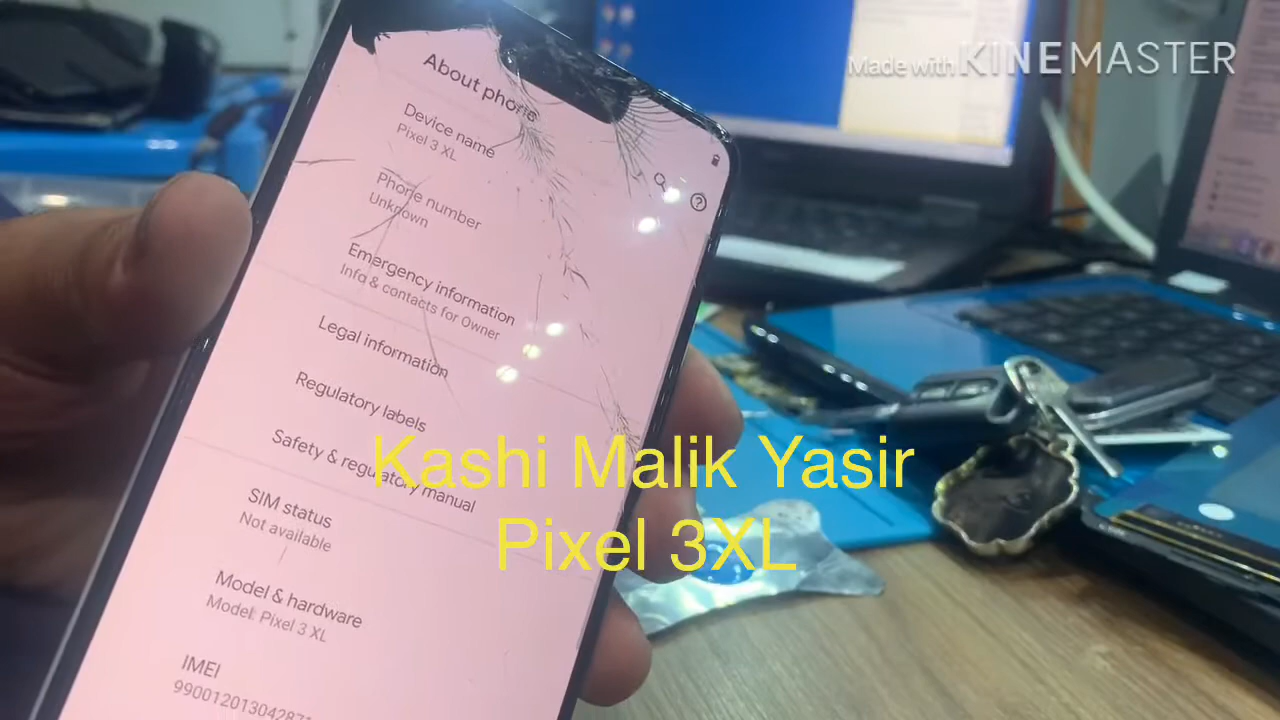 Made with KINEMASTER
About phone
Device name
Pixel 3 XL
Phone number
Unknown
Emergency information
Info & contacts for Owner
Legal information
Regulatory labels
Safety & regulatory manual
SIM status
Not available
Model & hardware
Model: Pixel 3 XL
IMEI
Kashi Malik Yasir
Pixel 3XL